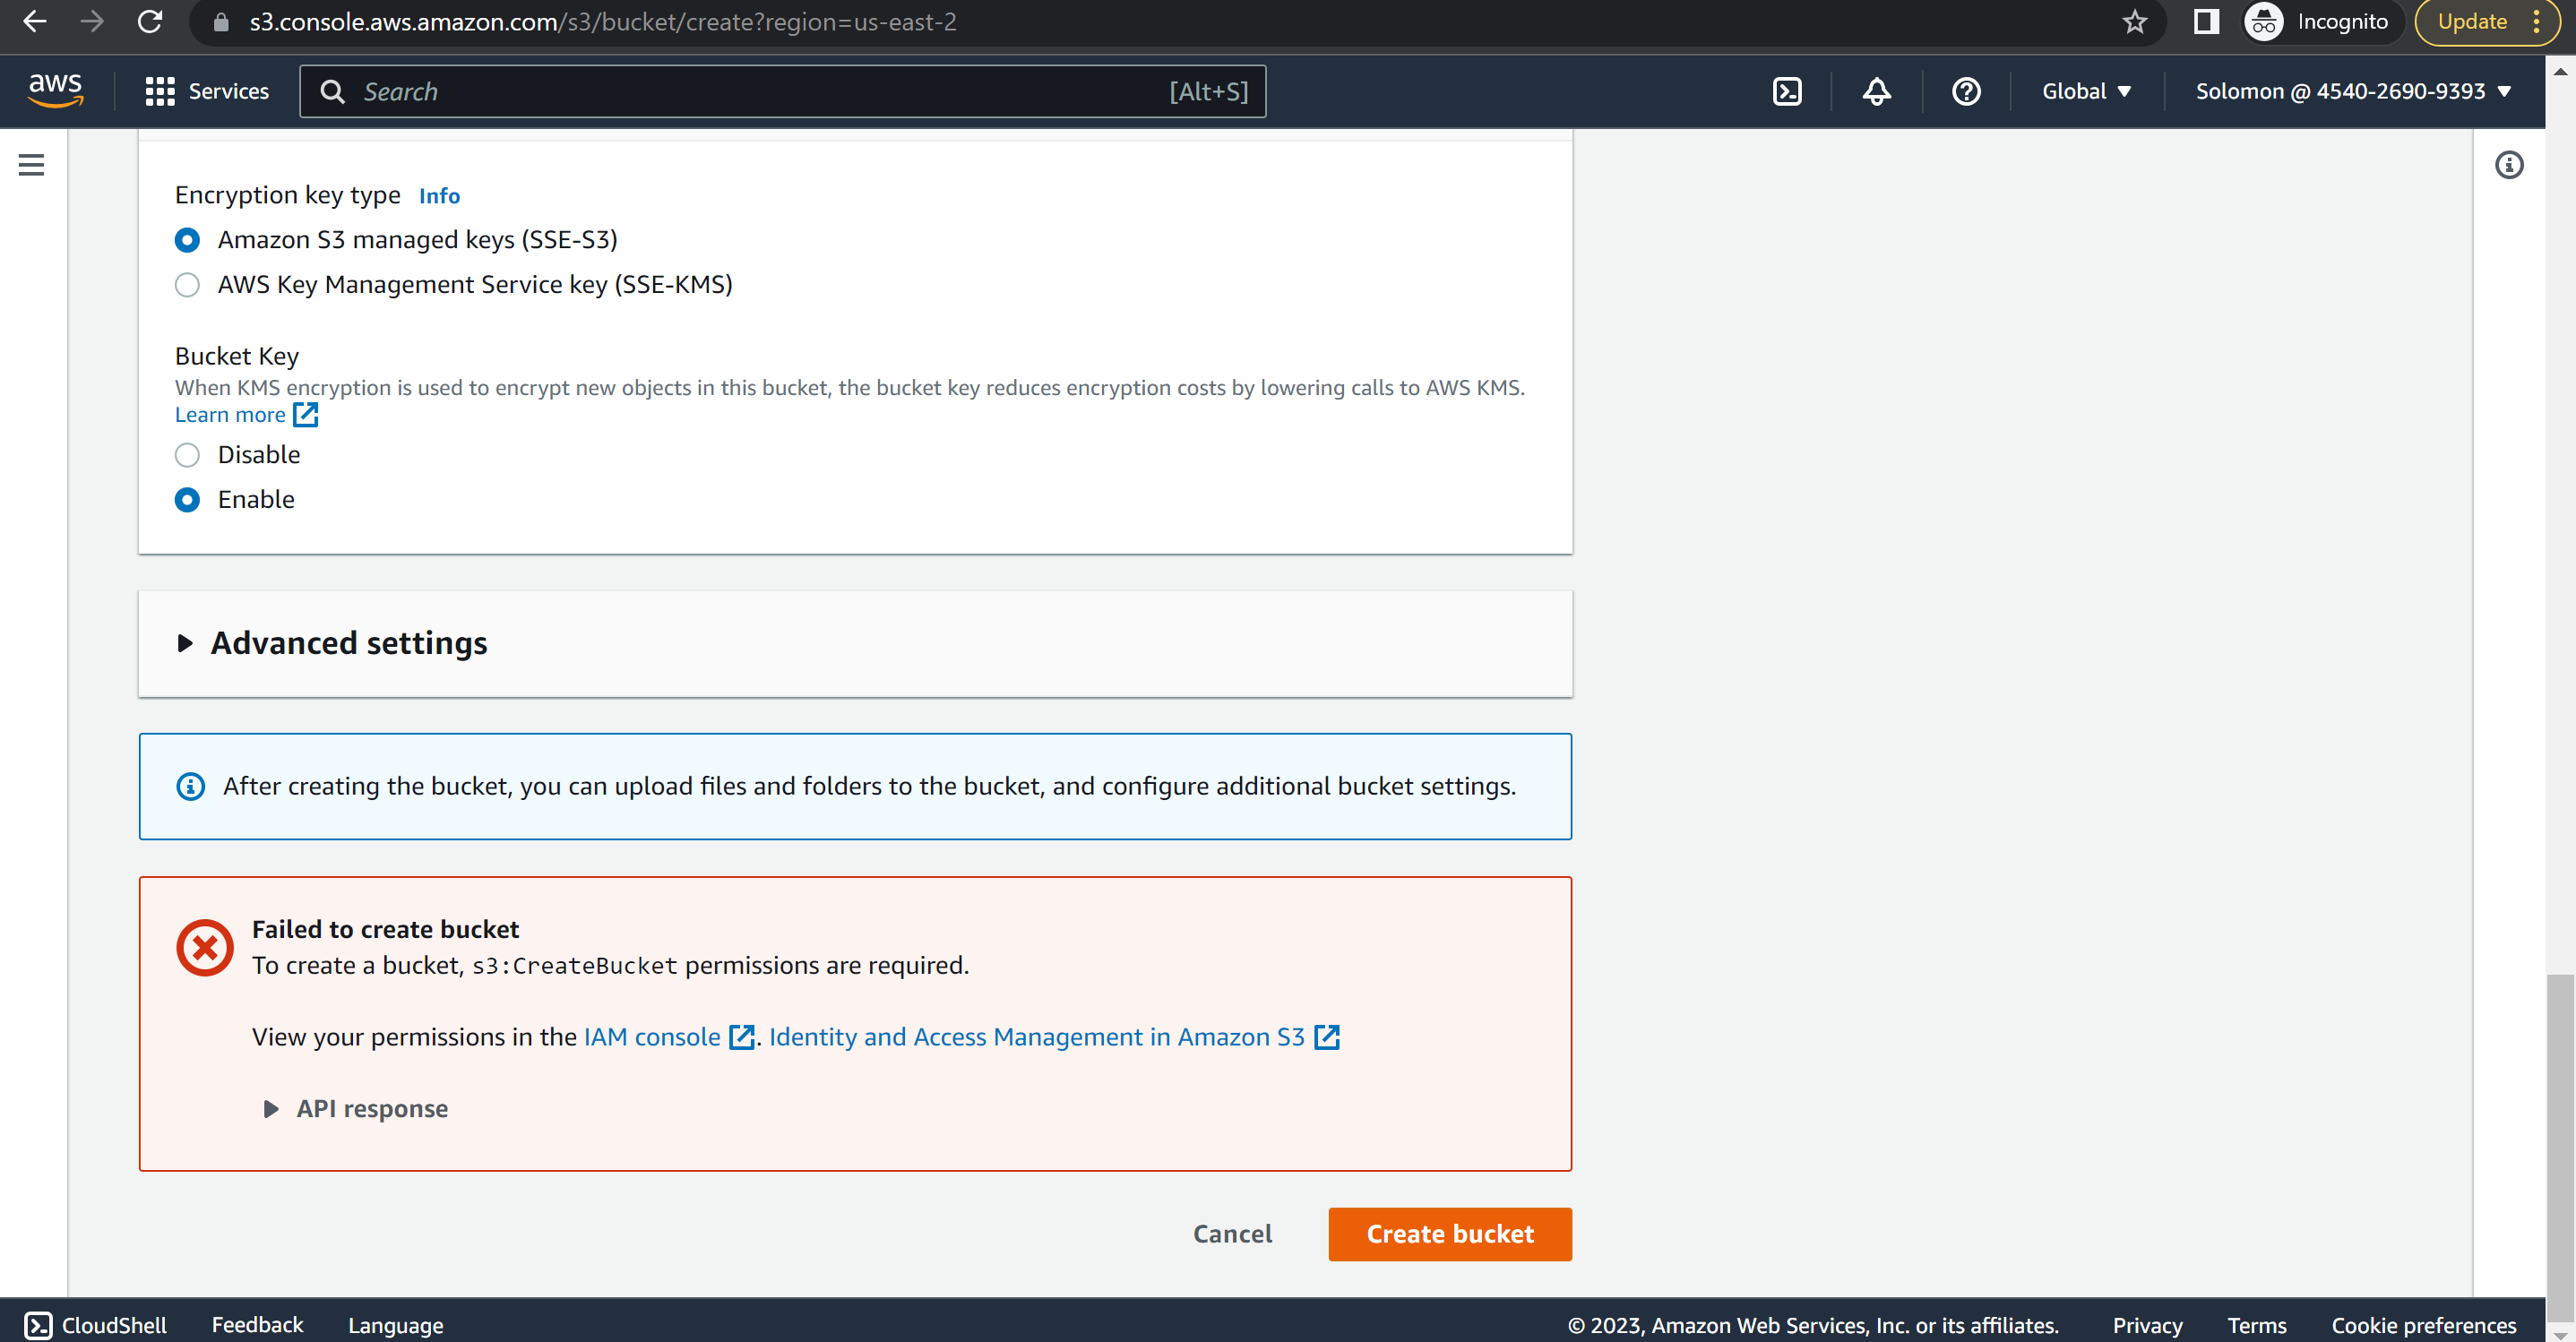 s3.console.aws.amazon.com/s3/bucket/create?region=us-east-2
Incognito
Update
aws
Services
Search
[Alt+S]
Global
Solomon @ 4540-2690-9393
Encryption key type Info
Amazon S3 managed keys (SSE-S3)
AWS Key Management Service key (SSE-KMS)
Bucket Key
When KMS encryption is used to encrypt new objects in this bucket, the bucket key reduces encryption costs by lowering calls to AWS KMS.
Learn more
Disable
Enable
Advanced settings
After creating the bucket, you can upload files and folders to the bucket, and configure additional bucket settings.
Failed to create bucket
To create a bucket, s3:CreateBucket permissions are required.
View your permissions in the IAM console. Identity and Access Management in Amazon S3
API response
Cancel
Create bucket
CloudShell
Feedback
Language
© 2023, Amazon Web Services, Inc. or its affiliates.
Privacy
Terms
Cookie preferences